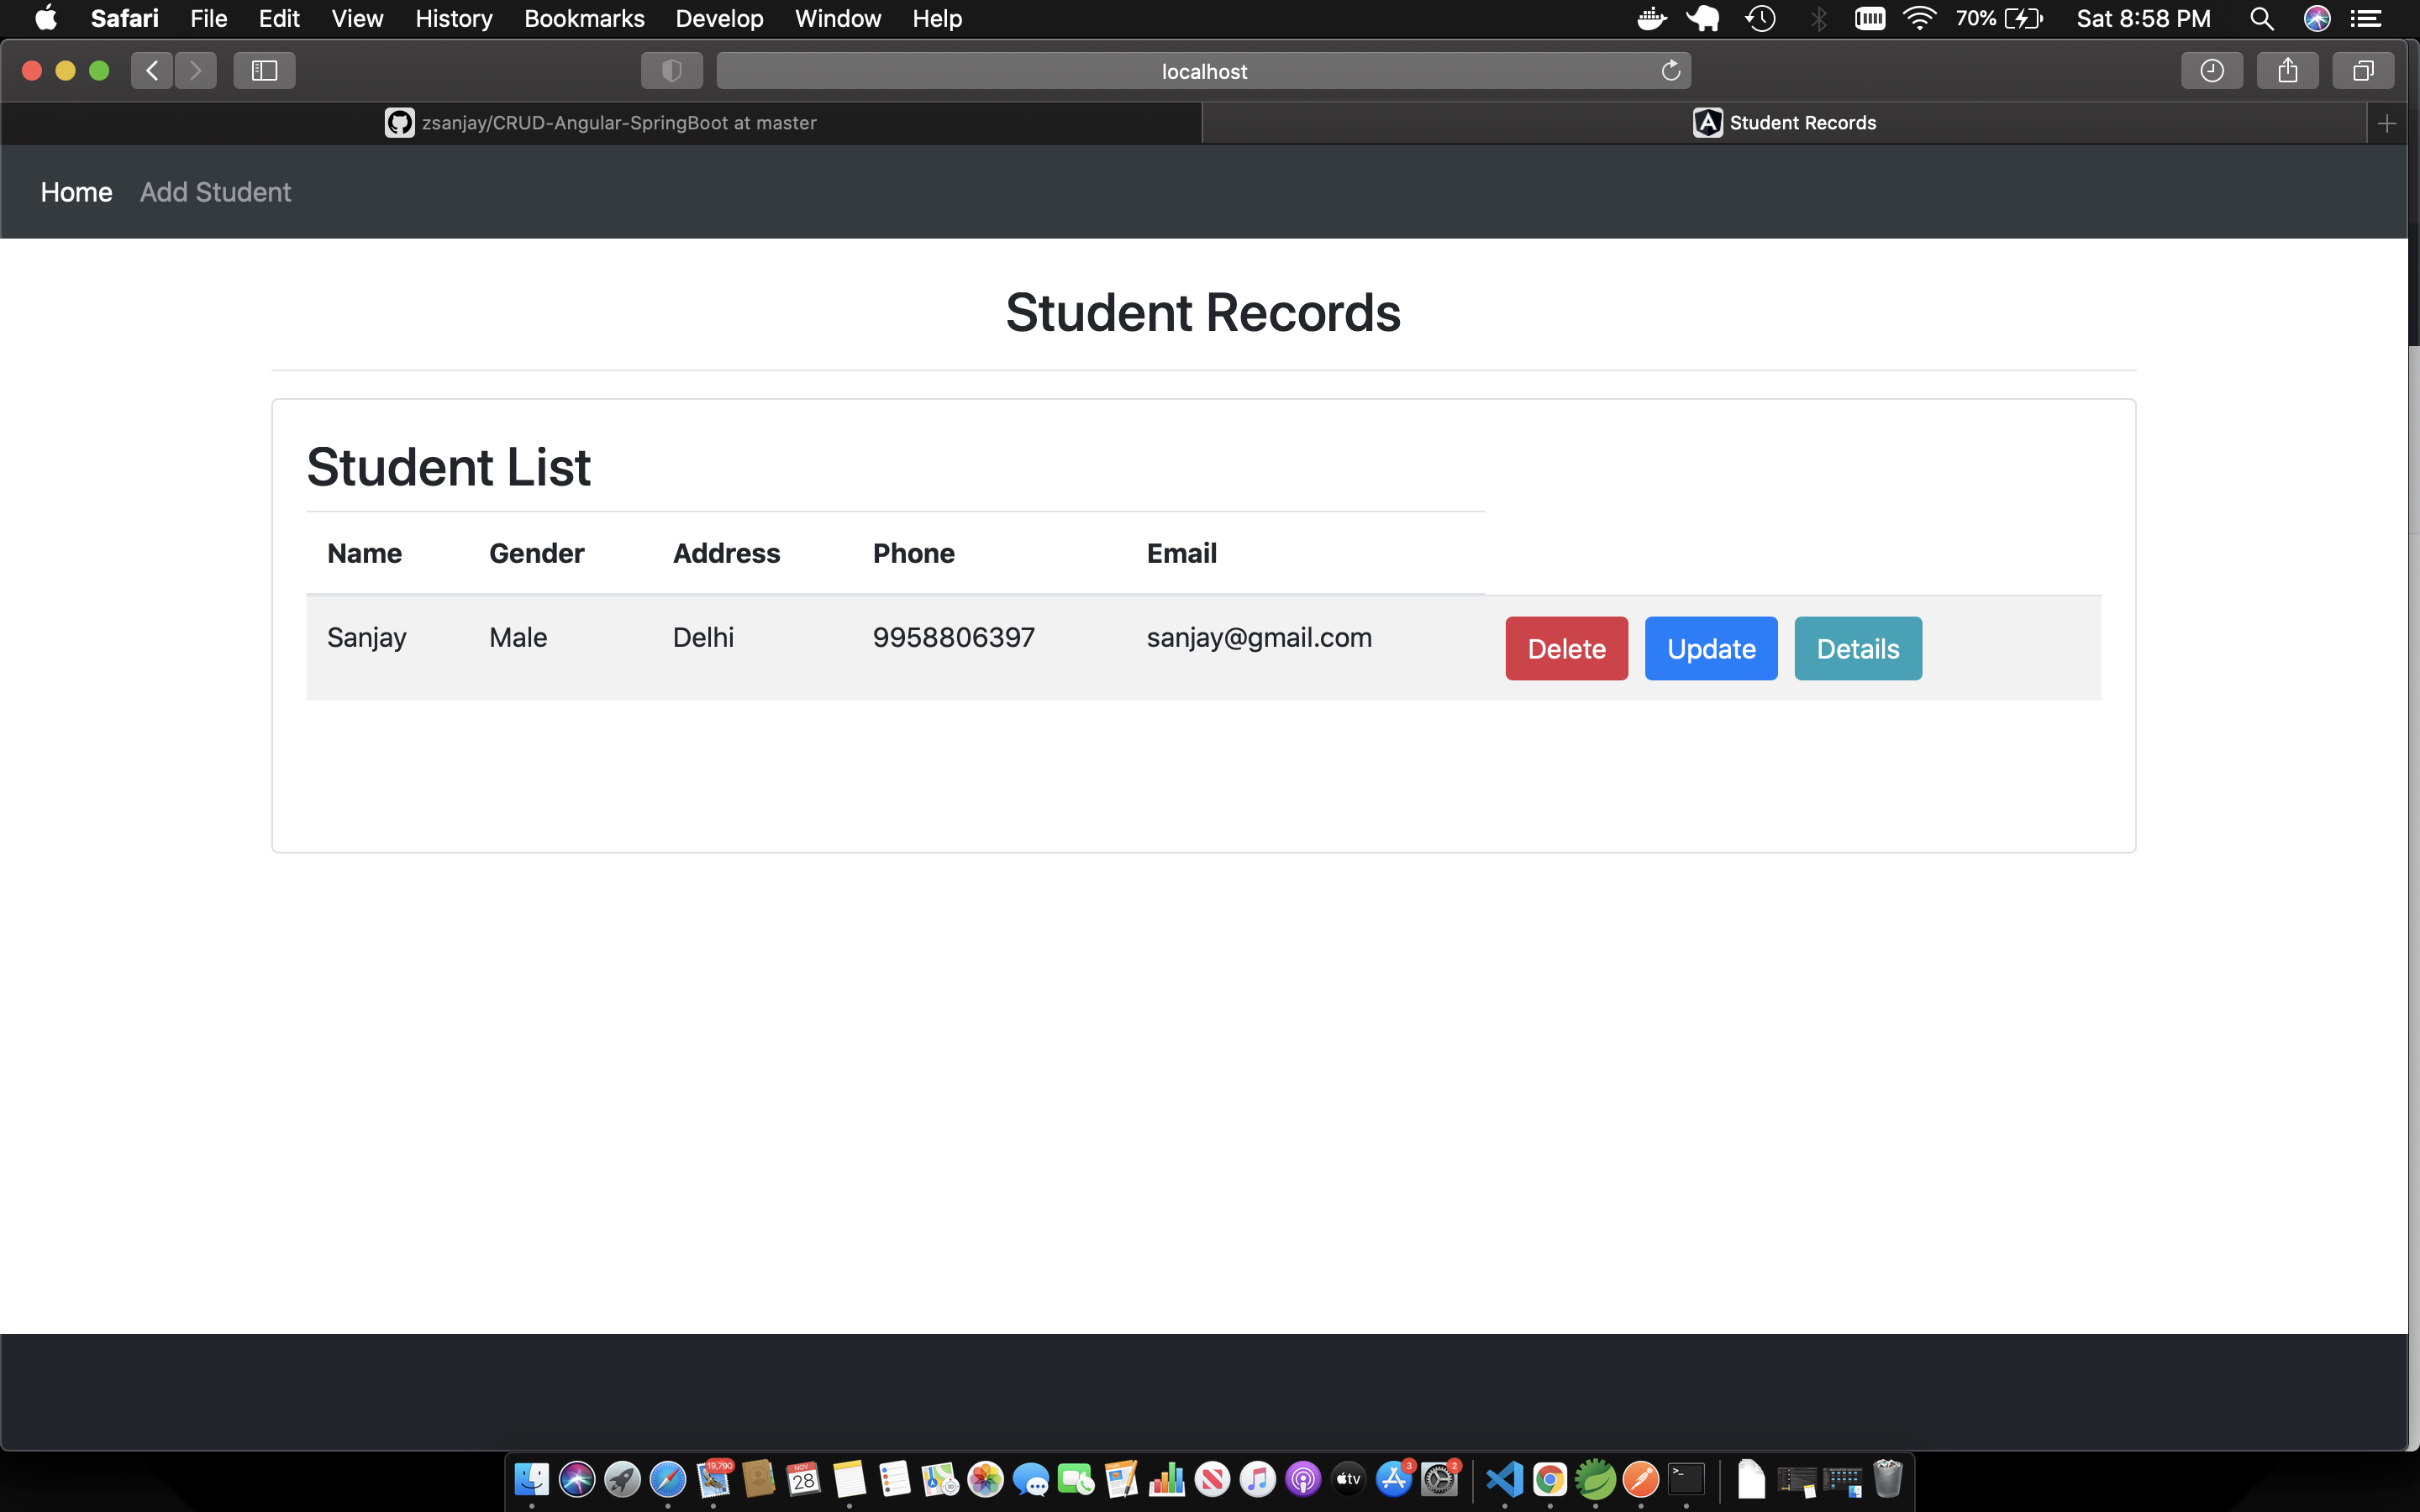 Safari File Edit View History Bookmarks Develop Window Help 70% Sat 8:58 PM
localhost
zsanjay/CRUD-Angular-SpringBoot at master Student Records
Home Add Student
Student Records
Student List
Name Gender Address Phone Email
Sanjay Male Delhi 9958806397 sanjay@gmail.com Delete Update Details
19,790 NOV 28 tv 3 2